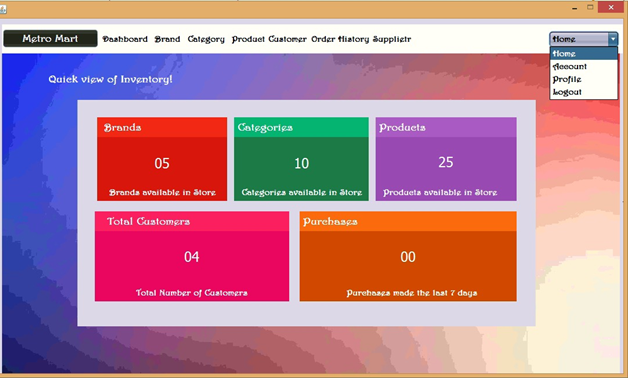 Metro Mart Dashboard Brand Category Product Customer Order History Supplietr Home
Home
Account
Profile
Logout
Quick view of Inventory!
Brands Categories Products
05 10 25
Brands available in Store Categories available in Store Products available in Store
Total Customers Purchases
04 00
Total Number of Customers Purchases made the last 7 days